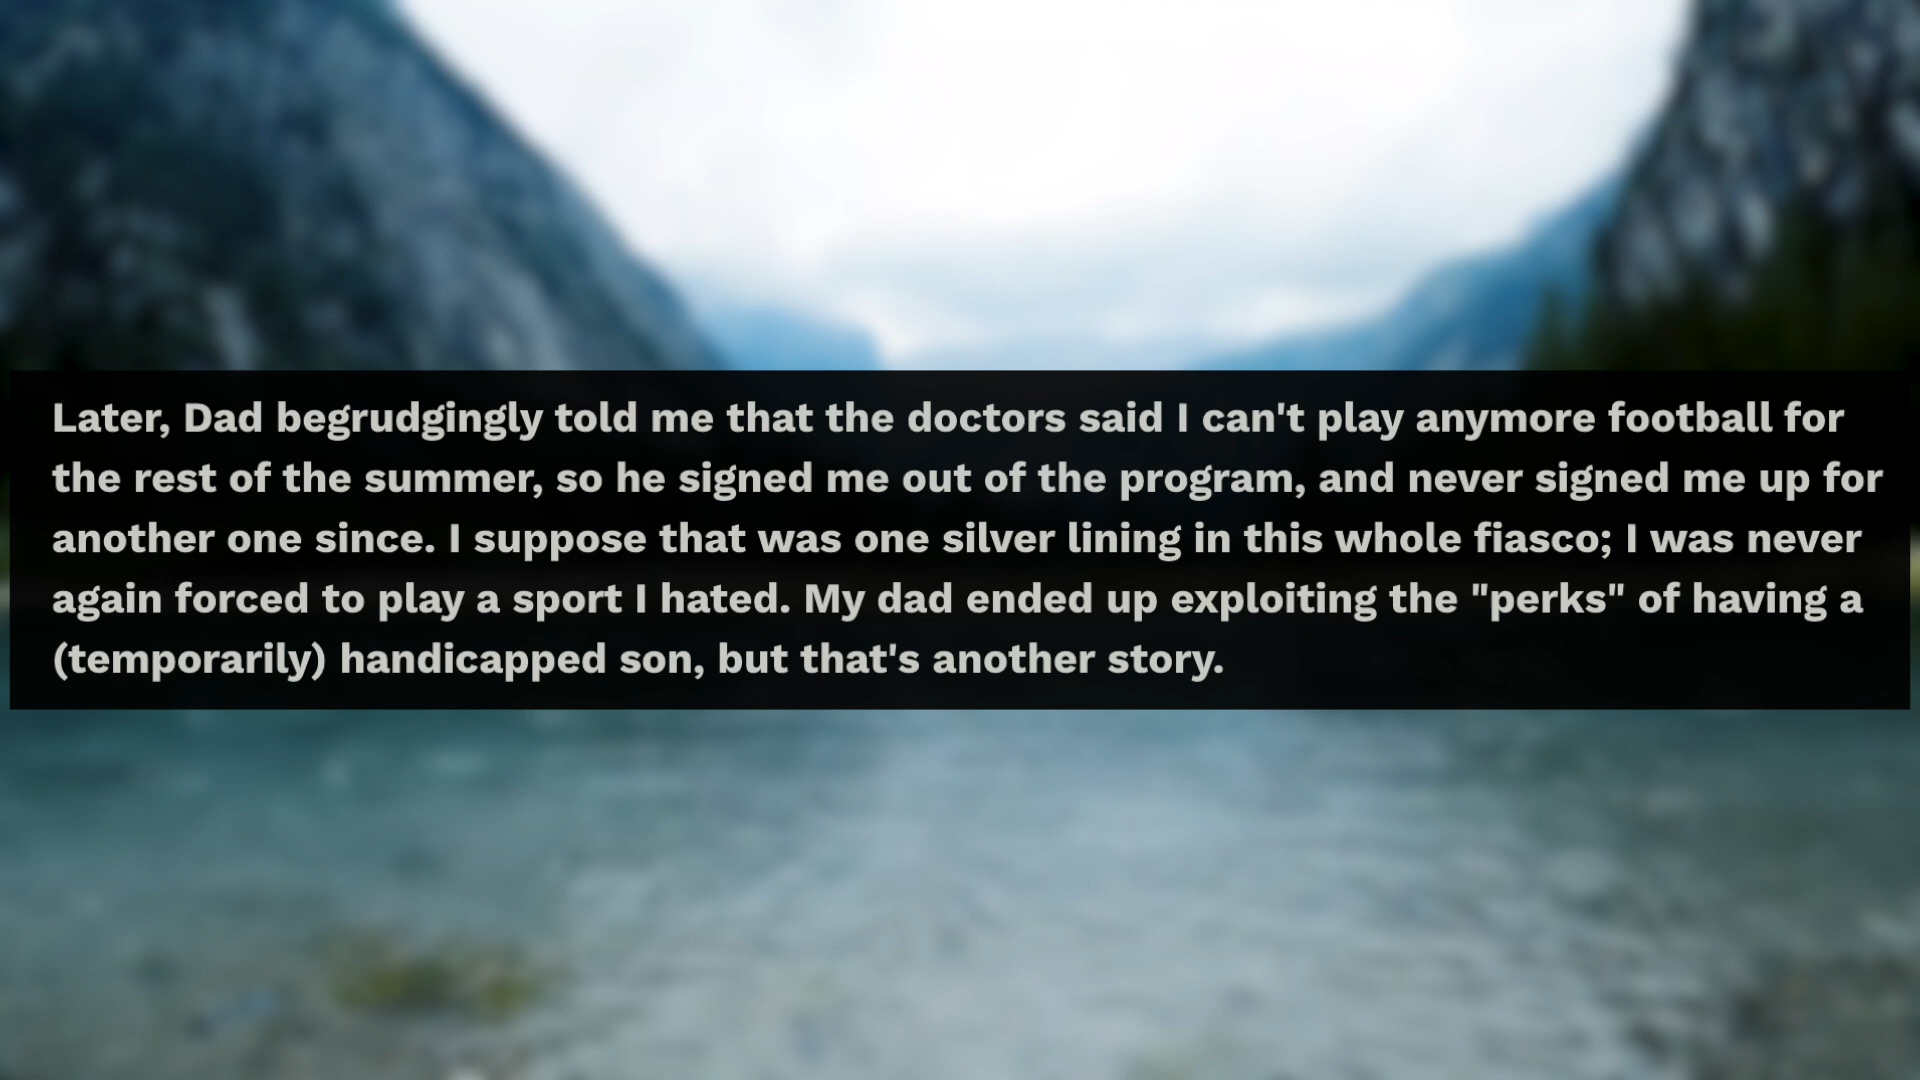 Later, Dad begrudgingly told me that the doctors said I can't play anymore football for
the rest of the summer, so he signed me out of the program, and never signed me up for
another one since. I suppose that was one silver lining in this whole fiasco; I was never
again forced to play a sport I hated. My dad ended up exploiting the "perks" of having a
(temporarily) handicapped son, but that's another story.